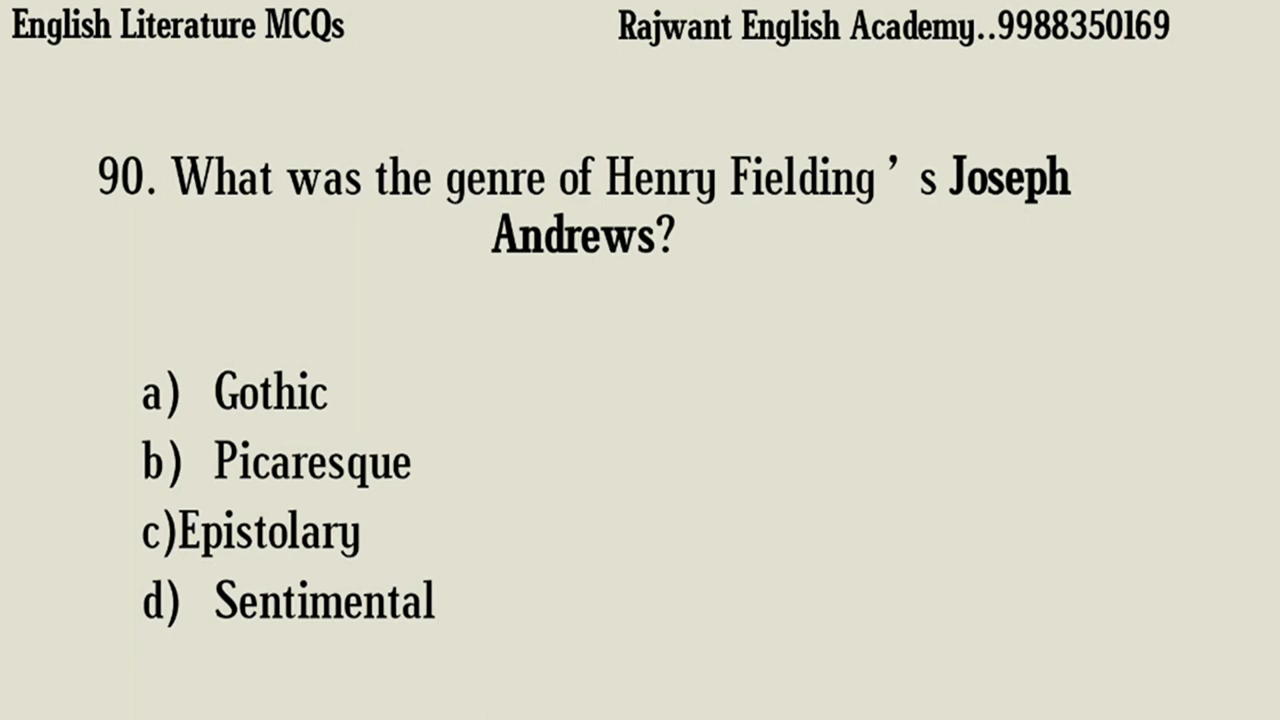 English Literature MCQs Rajwant English Academy..9988350169
90. What was the genre of Henry Fielding ’ s Joseph
Andrews?
a) Gothic
b) Picaresque
c)Epistolary
d) Sentimental